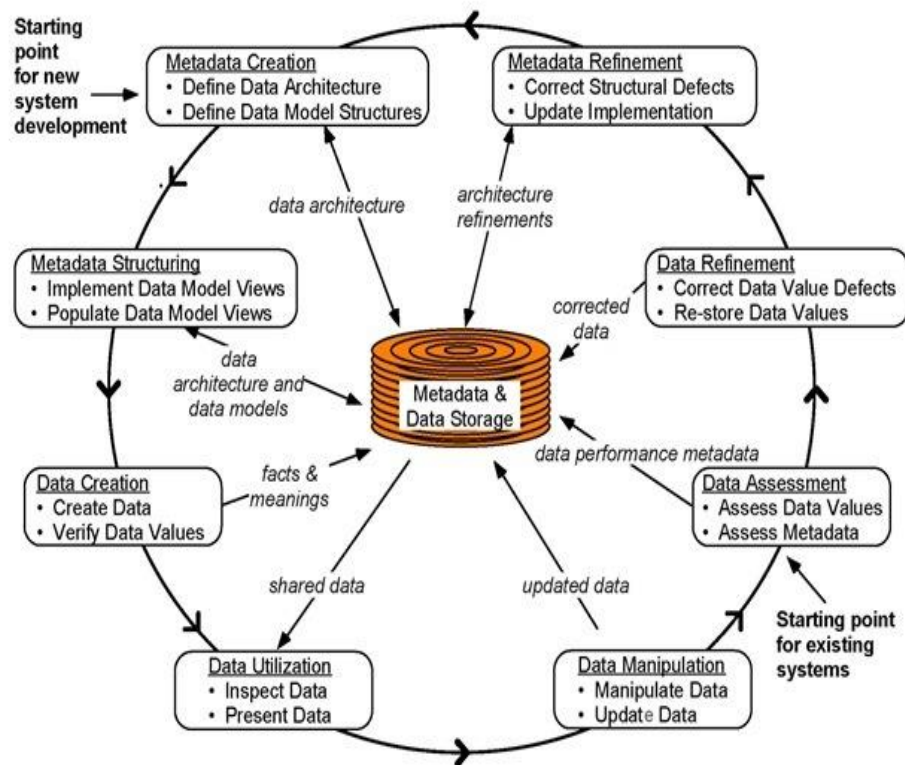 Starting
point
for new
system
development
Metadata Creation
• Define Data Architecture
• Define Data Model Structures
Metadata Refinement
• Correct Structural Defects
• Update Implementation
data architecture
architecture
refinements
Metadata Structuring
• Implement Data Model Views
• Populate Data Model Views
Data Refinement
• Correct Data Value Defects
• Re-store Data Values
corrected
data
data
architecture and
data models
Metadata &
Data Storage
data performance metadata
Data Creation
• Create Data
• Verify Data Values
facts &
meanings
Data Assessment
• Assess Data Values
• Assess Metadata
shared data
updated data
Starting point
for existing
systems
Data Utilization
• Inspect Data
• Present Data
Data Manipulation
• Manipulate Data
• Update Data